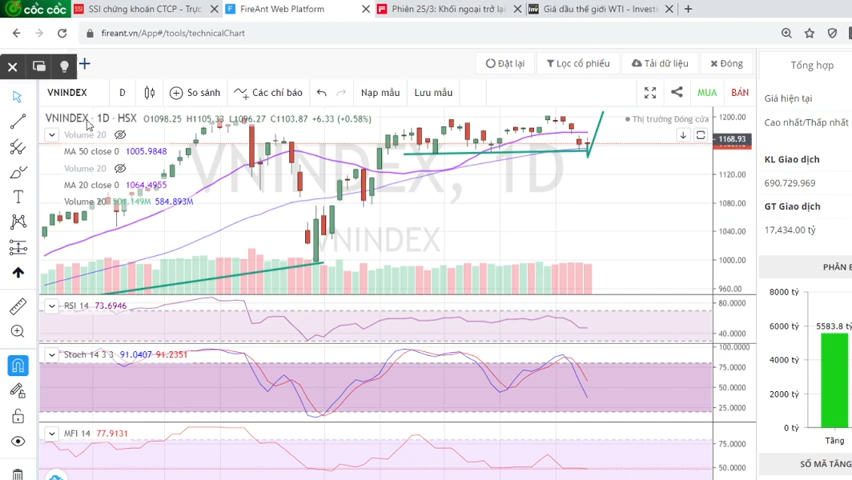 CỐC CỐC
SSI chứng khoán CTCP - Trực
FireAnt Web Platform
Phiên 25/3: Khối ngoại trở lại
Giá dầu thế giới WTI - Investi
fireant.vn/App#/tools/technicalChart
Đặt lại
Lọc cổ phiếu
Tải dữ liệu
Đóng
Tổng hợp
VNINDEX
D
So sánh
Các chỉ báo
Nạp mẫu
Lưu mẫu
MUA
BÁN
VNINDEX · 1D · HSX O1098.25 H1105.33 L1096.27 C1103.87 +6.33 (+0.58%)
Thị trường Đóng cửa
Volume 20
MA 50 close 0 1005.9848
Volume 20
MA 20 close 0 1064.4955
Volume 20 584.893M
VNINDEX, 1D
VNINDEX
1200.00
1168.93
1120.00
1080.00
1040.00
1000.00
960.00
Giá hiện tại
Cao nhất/Thấp nhất
KL Giao dịch
690.729.969
GT Giao dịch
17,434.00 tỷ
PHÂN B
RSI 14 73.6946
80.0000
40.0000
Stoch 14 3 3 91.0407 91.2351
100.0000
75.0000
50.0000
25.0000
MFI 14 77.9131
75.0000
50.0000
8000 tỷ
6000 tỷ
4000 tỷ
2000 tỷ
0 tỷ
5583.8 t
Tăng
SỐ MÃ TĂNG